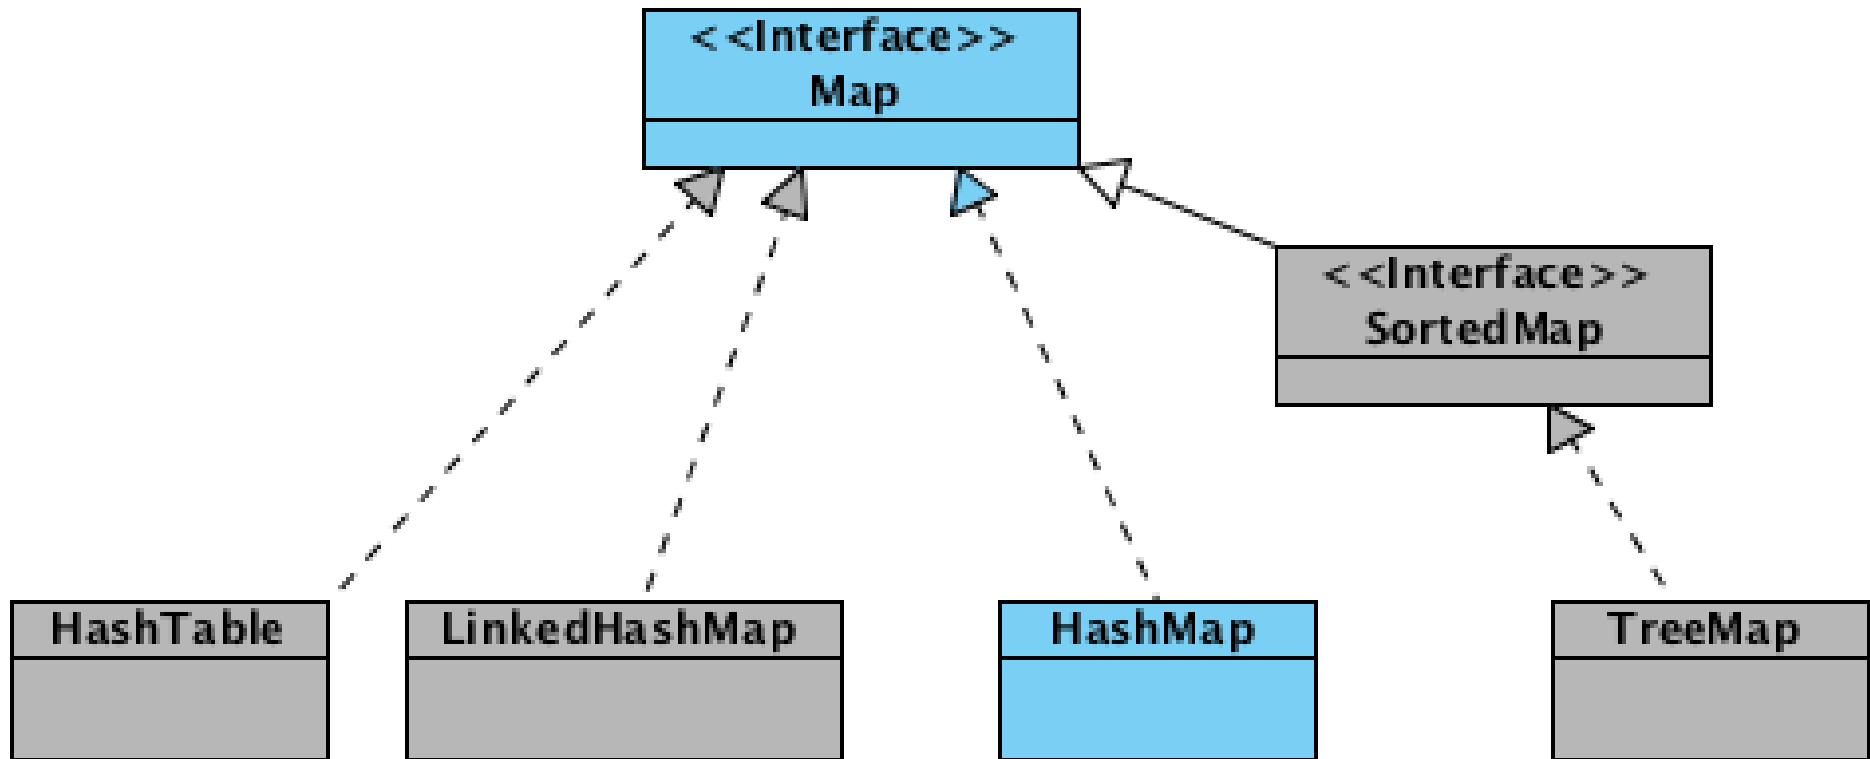 <<Interface>>
Map
<<Interface>>
SortedMap
HashTable
LinkedHashMap
HashMap
TreeMap